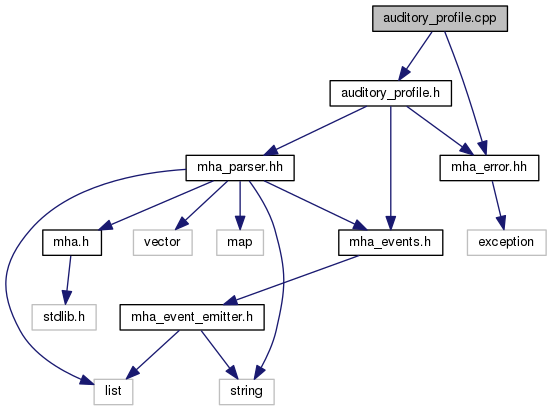 auditory_profile.cpp
auditory_profile.h
mha_parser.hh
mha_error.hh
mha.h
vector
map
mha_events.h
exception
stdlib.h
mha_event_emitter.h
list
string